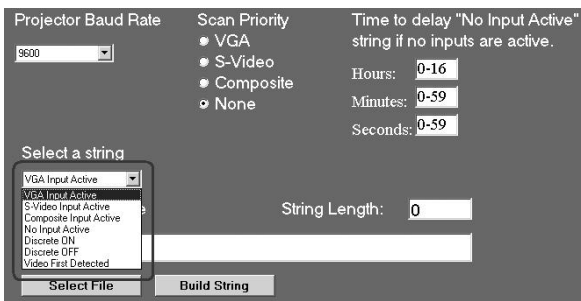 Projector Baud Rate
9600
Scan Priority
VGA
S-Video
Composite
None
Time to delay "No Input Active"
string if no inputs are active.
Hours: 0-16
Minutes: 0-59
Seconds: 0-59
Select a string
VGA Input Active
VGA Input Active
S-Video Input Active
Composite Input Active
No Input Active
Discrete ON
Discrete OFF
Video First Detected
String Length: 0
Select File
Build String